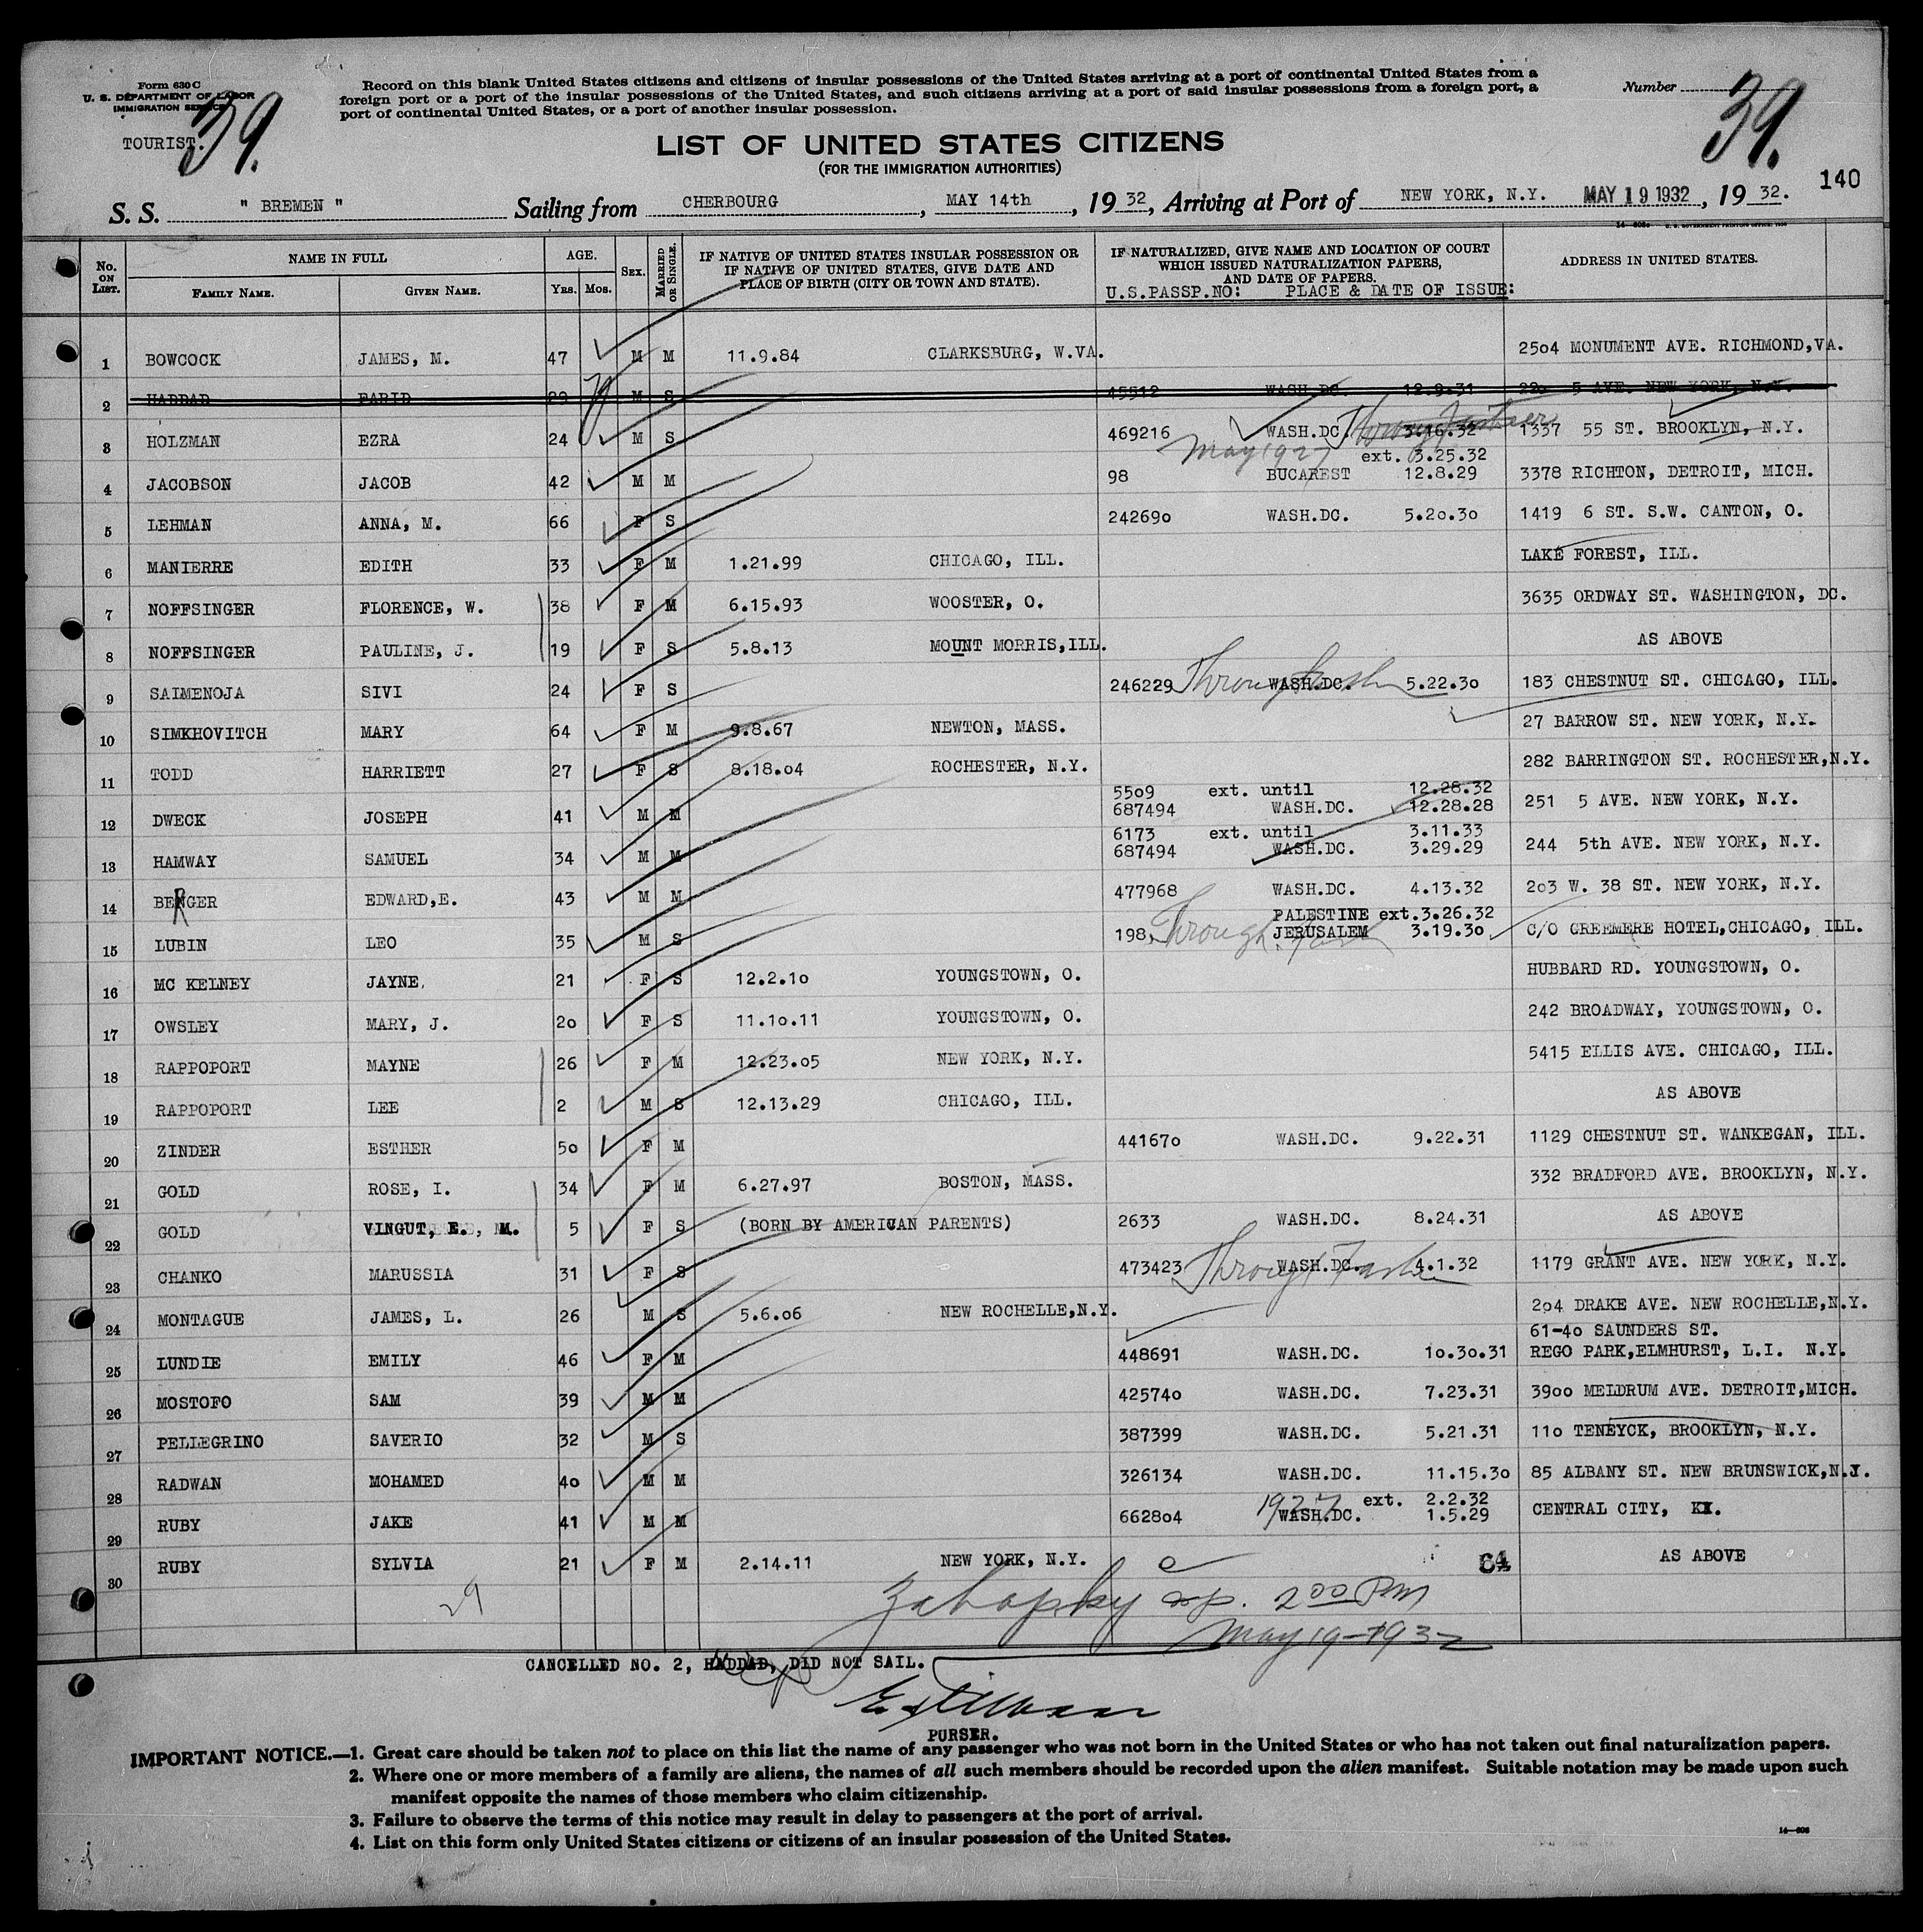 Form 630 C
U. S. DEPARTMENT OF LABOR
IMMIGRATION SERVICE
TOURIST.
39.
Record on this blank United States citizens and citizens of insular possessions of the United States arriving at a port of continental United States from a
foreign port or a port of the insular possessions of the United States, and such citizens arriving at a port of said insular possessions from a foreign port, a
port of continental United States, or a port of another insular possession.
Number
39.
LIST OF UNITED STATES CITIZENS
(FOR THE IMMIGRATION AUTHORITIES)
140
S. S. " BREMEN " Sailing from CHERBOURG, MAY 14th, 19 32, Arriving at Port of NEW YORK, N.Y. MAY 19 1932, 19 32.
No. ON LIST. NAME IN FULL FAMILY NAME. GIVEN NAME. AGE. YRS. MOS. SEX. MARRIED OR SINGLE. IF NATIVE OF UNITED STATES INSULAR POSSESSION OR IF NATIVE OF UNITED STATES, GIVE DATE AND PLACE OF BIRTH (CITY OR TOWN AND STATE). IF NATURALIZED, GIVE NAME AND LOCATION OF COURT WHICH ISSUED NATURALIZATION PAPERS, AND DATE OF PAPERS. ADDRESS IN UNITED STATES.
U.S.PASSP.NO: PLACE & DATE OF ISSUE:
1 BOWCOCK JAMES, M. 47 M M 11.9.84 CLARKSBURG, W.VA. 2504 MONUMENT AVE. RICHMOND,VA.
2 HADDAD FARID 29 M S 45512 WASH.DC. 12.9.31 5 AVE. NEW YORK, N.Y.
3 HOLZMAN EZRA 24 M S 469216 WASH.DC. 3.16.32 1337 55 ST. BROOKLYN, N.Y.
May 1927 ext. 3.25.32
4 JACOBSON JACOB 42 M M 98 BUCAREST 12.8.29 3378 RICHTON, DETROIT, MICH.
5 LEHMAN ANNA, M. 66 F S 242690 WASH.DC. 5.20.30 1419 6 ST. S.W. CANTON, O.
6 MANIERRE EDITH 33 F M 1.21.99 CHICAGO, ILL. LAKE FOREST, ILL.
7 NOFFSINGER FLORENCE, W. 38 F M 6.15.93 WOOSTER, O. 3635 ORDWAY ST. WASHINGTON, DC.
8 NOFFSINGER PAULINE, J. 19 F S 5.8.13 MOUNT MORRIS,ILL. AS ABOVE
9 SAIMENOJA SIVI 24 F S 246229 WASH.DC. 5.22.30 183 CHESTNUT ST. CHICAGO, ILL.
10 SIMKHOVITCH MARY 64 F M 9.8.67 NEWTON, MASS. 27 BARROW ST. NEW YORK, N.Y.
11 TODD HARRIETT 27 F S 8.18.04 ROCHESTER, N.Y. 282 BARRINGTON ST. ROCHESTER,N.Y.
5509 ext. until 12.28.32
12 DWECK JOSEPH 41 M M 687494 WASH.DC. 12.28.28 251 5 AVE. NEW YORK, N.Y.
6173 ext. until 3.11.33
13 HAMWAY SAMUEL 34 M M 687494 WASH.DC. 3.29.29 244 5th AVE. NEW YORK, N.Y.
14 BERGER EDWARD,E. 43 M M 477968 WASH.DC. 4.13.32 203 W. 38 ST. NEW YORK, N.Y.
PALESTINE ext.3.26.32
15 LUBIN LEO 35 M S 198, JERUSALEM 3.19.30 C/O GREEMERE HOTEL,CHICAGO, ILL.
16 MC KELNEY JAYNE 21 F S 12.2.10 YOUNGSTOWN, O. HUBBARD RD. YOUNGSTOWN, O.
17 OWSLEY MARY, J. 20 F S 11.10.11 YOUNGSTOWN, O. 242 BROADWAY, YOUNGSTOWN, O.
18 RAPPOPORT MAYNE 26 F M 12.23.05 NEW YORK, N.Y. 5415 ELLIS AVE. CHICAGO, ILL.
19 RAPPOPORT LEE 2 M S 12.13.29 CHICAGO, ILL. AS ABOVE
20 ZINDER ESTHER 50 F M 441670 WASH.DC. 9.22.31 1129 CHESTNUT ST. WANKEGAN, ILL.
21 GOLD ROSE, I. 34 F M 6.27.97 BOSTON, MASS. 332 BRADFORD AVE. BROOKLYN, N.Y.
22 GOLD VINGUT, E. M. 5 F S (BORN BY AMERICAN PARENTS) 2633 WASH.DC. 8.24.31 AS ABOVE
23 CHANKO MARUSSIA 31 F S 473423 WASH.DC. 4.1.32 1179 GRANT AVE. NEW YORK, N.Y.
24 MONTAGUE JAMES, L. 26 M S 5.6.06 NEW ROCHELLE,N.Y. 204 DRAKE AVE. NEW ROCHELLE,N.Y.
61-40 SAUNDERS ST.
25 LUNDIE EMILY 46 F M 448691 WASH.DC. 10.30.31 REGO PARK,ELMHURST, L.I. N.Y.
26 MOSTOFO SAM 39 M M 425740 WASH.DC. 7.23.31 3900 MELDRUM AVE. DETROIT,MICH.
27 PELLEGRINO SAVERIO 32 M S 387399 WASH.DC. 5.21.31 110 TENEYCK, BROOKLYN, N.Y.
28 RADWAN MOHAMED 40 M M 326134 WASH.DC. 11.15.30 85 ALBANY ST. NEW BRUNSWICK,N.J.
1927 ext. 2.2.32
29 RUBY JAKE 41 M M 662804 WASH.DC. 1.5.29 CENTRAL CITY, KY.
30 RUBY SYLVIA 21 F M 2.14.11 NEW YORK, N.Y. 64 AS ABOVE
29
2 00 PM
May 19-1932
CANCELLED NO. 2, HADDAD, DID NOT SAIL.
PURSER.
IMPORTANT NOTICE.—1. Great care should be taken not to place on this list the name of any passenger who was not born in the United States or who has not taken out final naturalization papers.
2. Where one or more members of a family are aliens, the names of all such members should be recorded upon the alien manifest. Suitable notation may be made upon such
manifest opposite the names of those members who claim citizenship.
3. Failure to observe the terms of this notice may result in delay to passengers at the port of arrival.
4. List on this form only United States citizens or citizens of an insular possession of the United States.